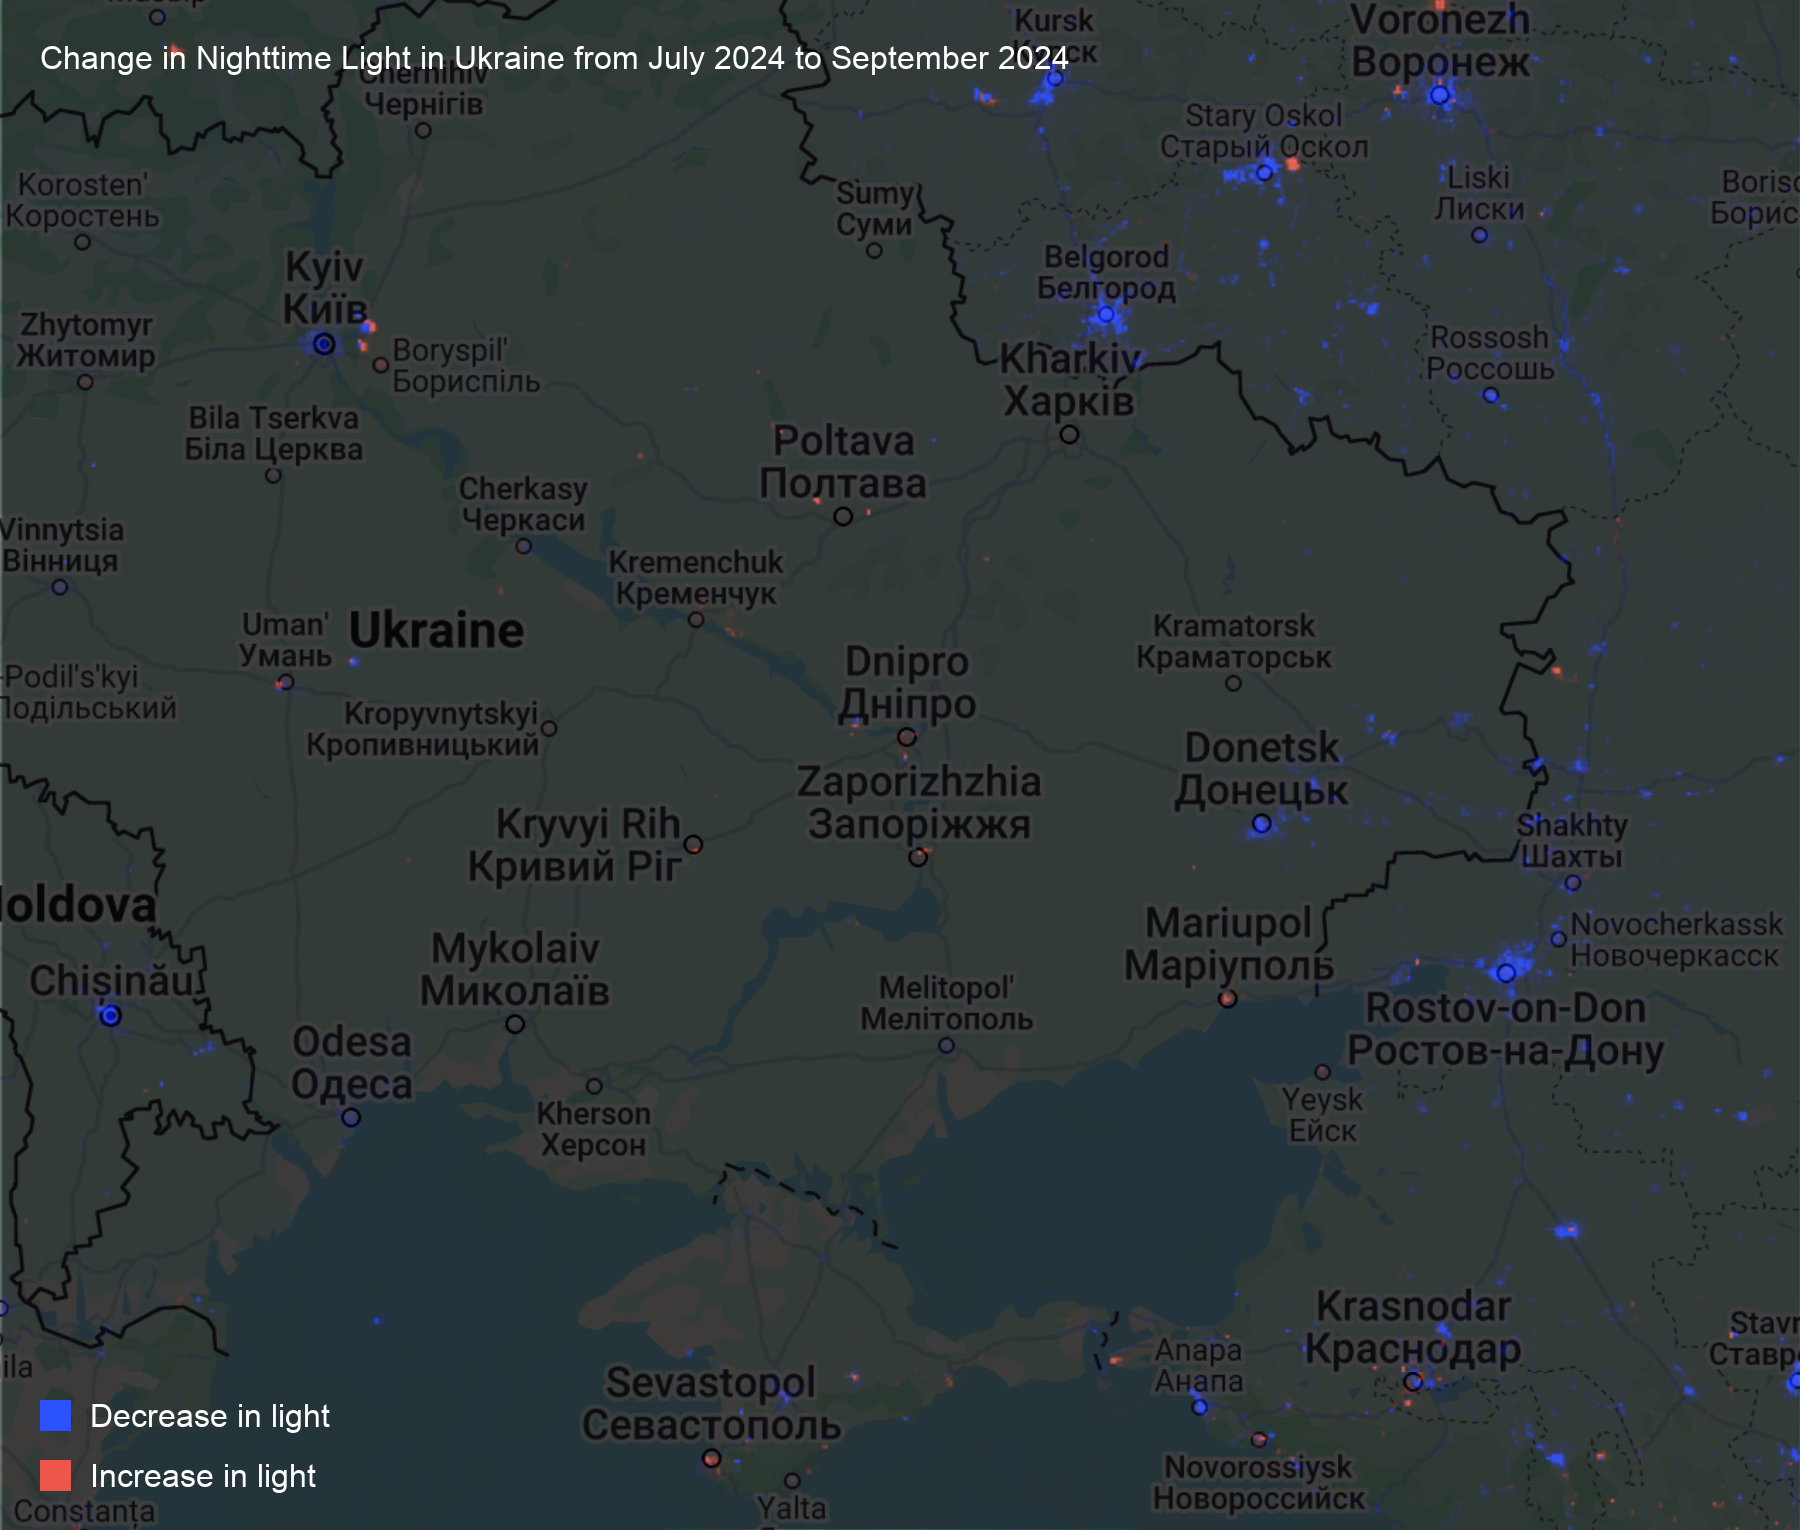 Change in Nighttime Light in Ukraine from July 2024 to September 2024
Kursk
Курск
Voronezh
Воронеж
Chernihiv
Чернігів
Stary Oskol
Старый Оскол
Korosten'
Коростень
Sumy
Суми
Liski
Лиски
Kyiv
Київ
Belgorod
Белгород
Zhytomyr
Житомир
Boryspil'
Бориспіль
Kharkiv
Харків
Rossosh
Россошь
Bila Tserkva
Біла Церква
Poltava
Полтава
Cherkasy
Черкаси
Vinnytsia
Вінниця
Kremenchuk
Кременчук
Uman'
Умань
Ukraine
Kramatorsk
Краматорськ
-Podil's'kyi
Подільський
Dnipro
Дніпро
Kropyvnytskyi
Кропивницький
Donetsk
Донецьк
Zaporizhzhia
Запоріжжя
Kryvyi Rih
Кривий Ріг
Shakhty
Шахты
oldova
Mariupol
Маріуполь
Novocherkassk
Новочеркасск
Mykolaiv
Миколаїв
Chișinău
Melitopol'
Мелітополь
Rostov-on-Don
Ростов-на-Дону
Odesa
Одеса
Kherson
Херсон
Yeysk
Ейск
Krasnodar
Краснодар
Anapa
Анапа
Stavr
Ставр
ila
Sevastopol
Севастополь
Decrease in light
Increase in light
Novorossiysk
Новороссийск
Yalta
Constanța